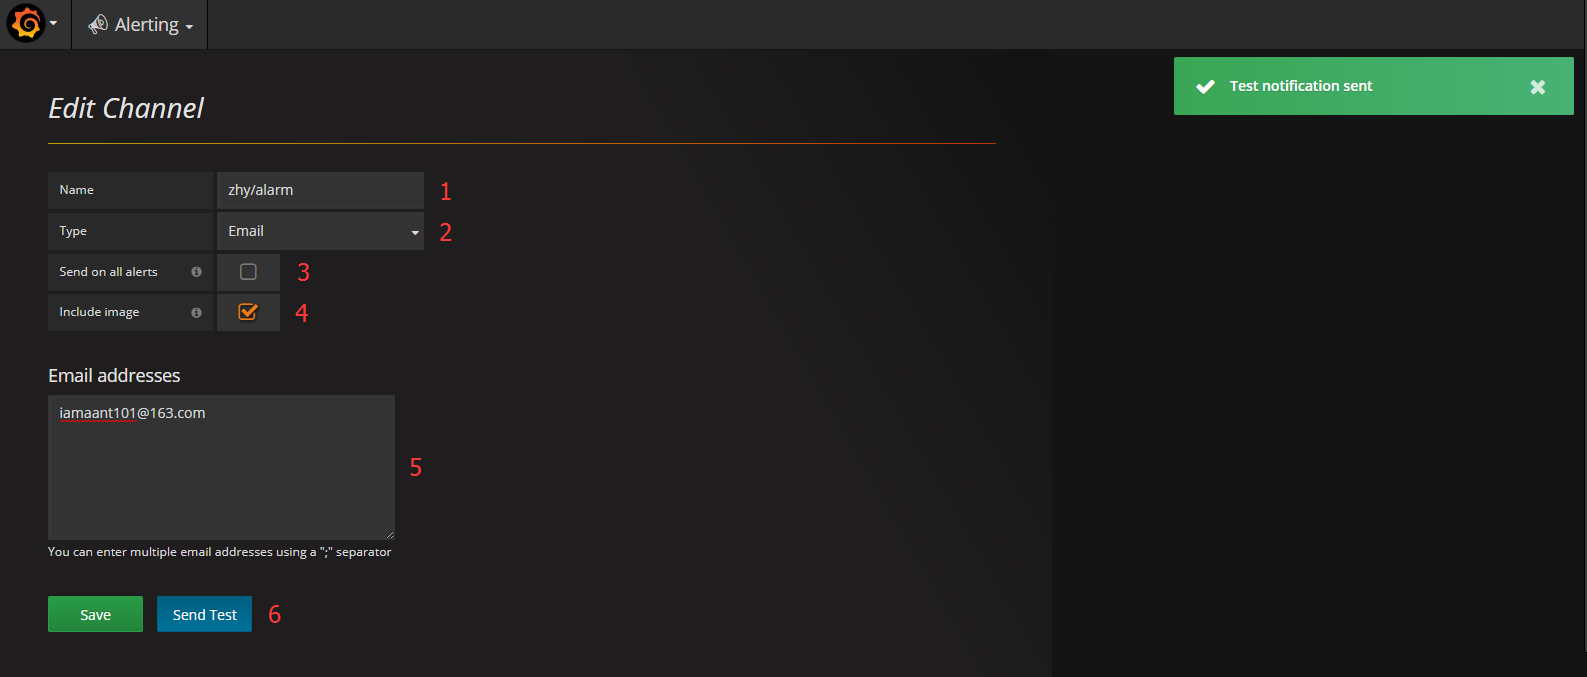 Alerting
Test notification sent
Edit Channel
Name zhy/alarm 1
Type Email 2
Send on all alerts 3
Include image 4
Email addresses
iamaant101@163.com
5
You can enter multiple email addresses using a ";" separator
Save Send Test 6